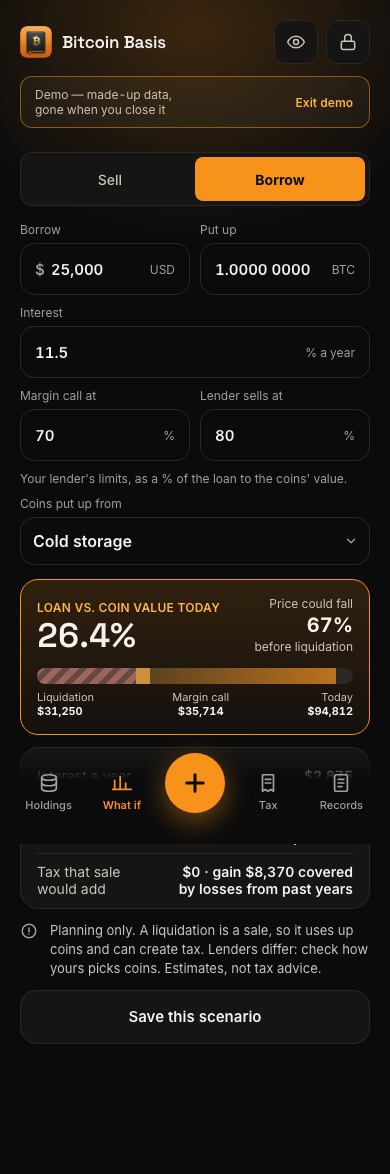 Bitcoin Basis
Demo — made-up data,
gone when you close it
Exit demo
Sell
Borrow
Borrow
Put up
$ 25,000 USD
1.0000 0000 BTC
Interest
11.5 % a year
Margin call at
Lender sells at
70 %
80 %
Your lender's limits, as a % of the loan to the coins' value.
Coins put up from
Cold storage
LOAN VS. COIN VALUE TODAY
26.4%
Price could fall
67%
before liquidation
Liquidation
$31,250
Margin call
$35,714
Today
$94,812
Interest a year $2,875
Holdings
What if
Tax
Records
Tax that sale
would add
$0 · gain $8,370 covered
by losses from past years
Planning only. A liquidation is a sale, so it uses up
coins and can create tax. Lenders differ: check how
yours picks coins. Estimates, not tax advice.
Save this scenario